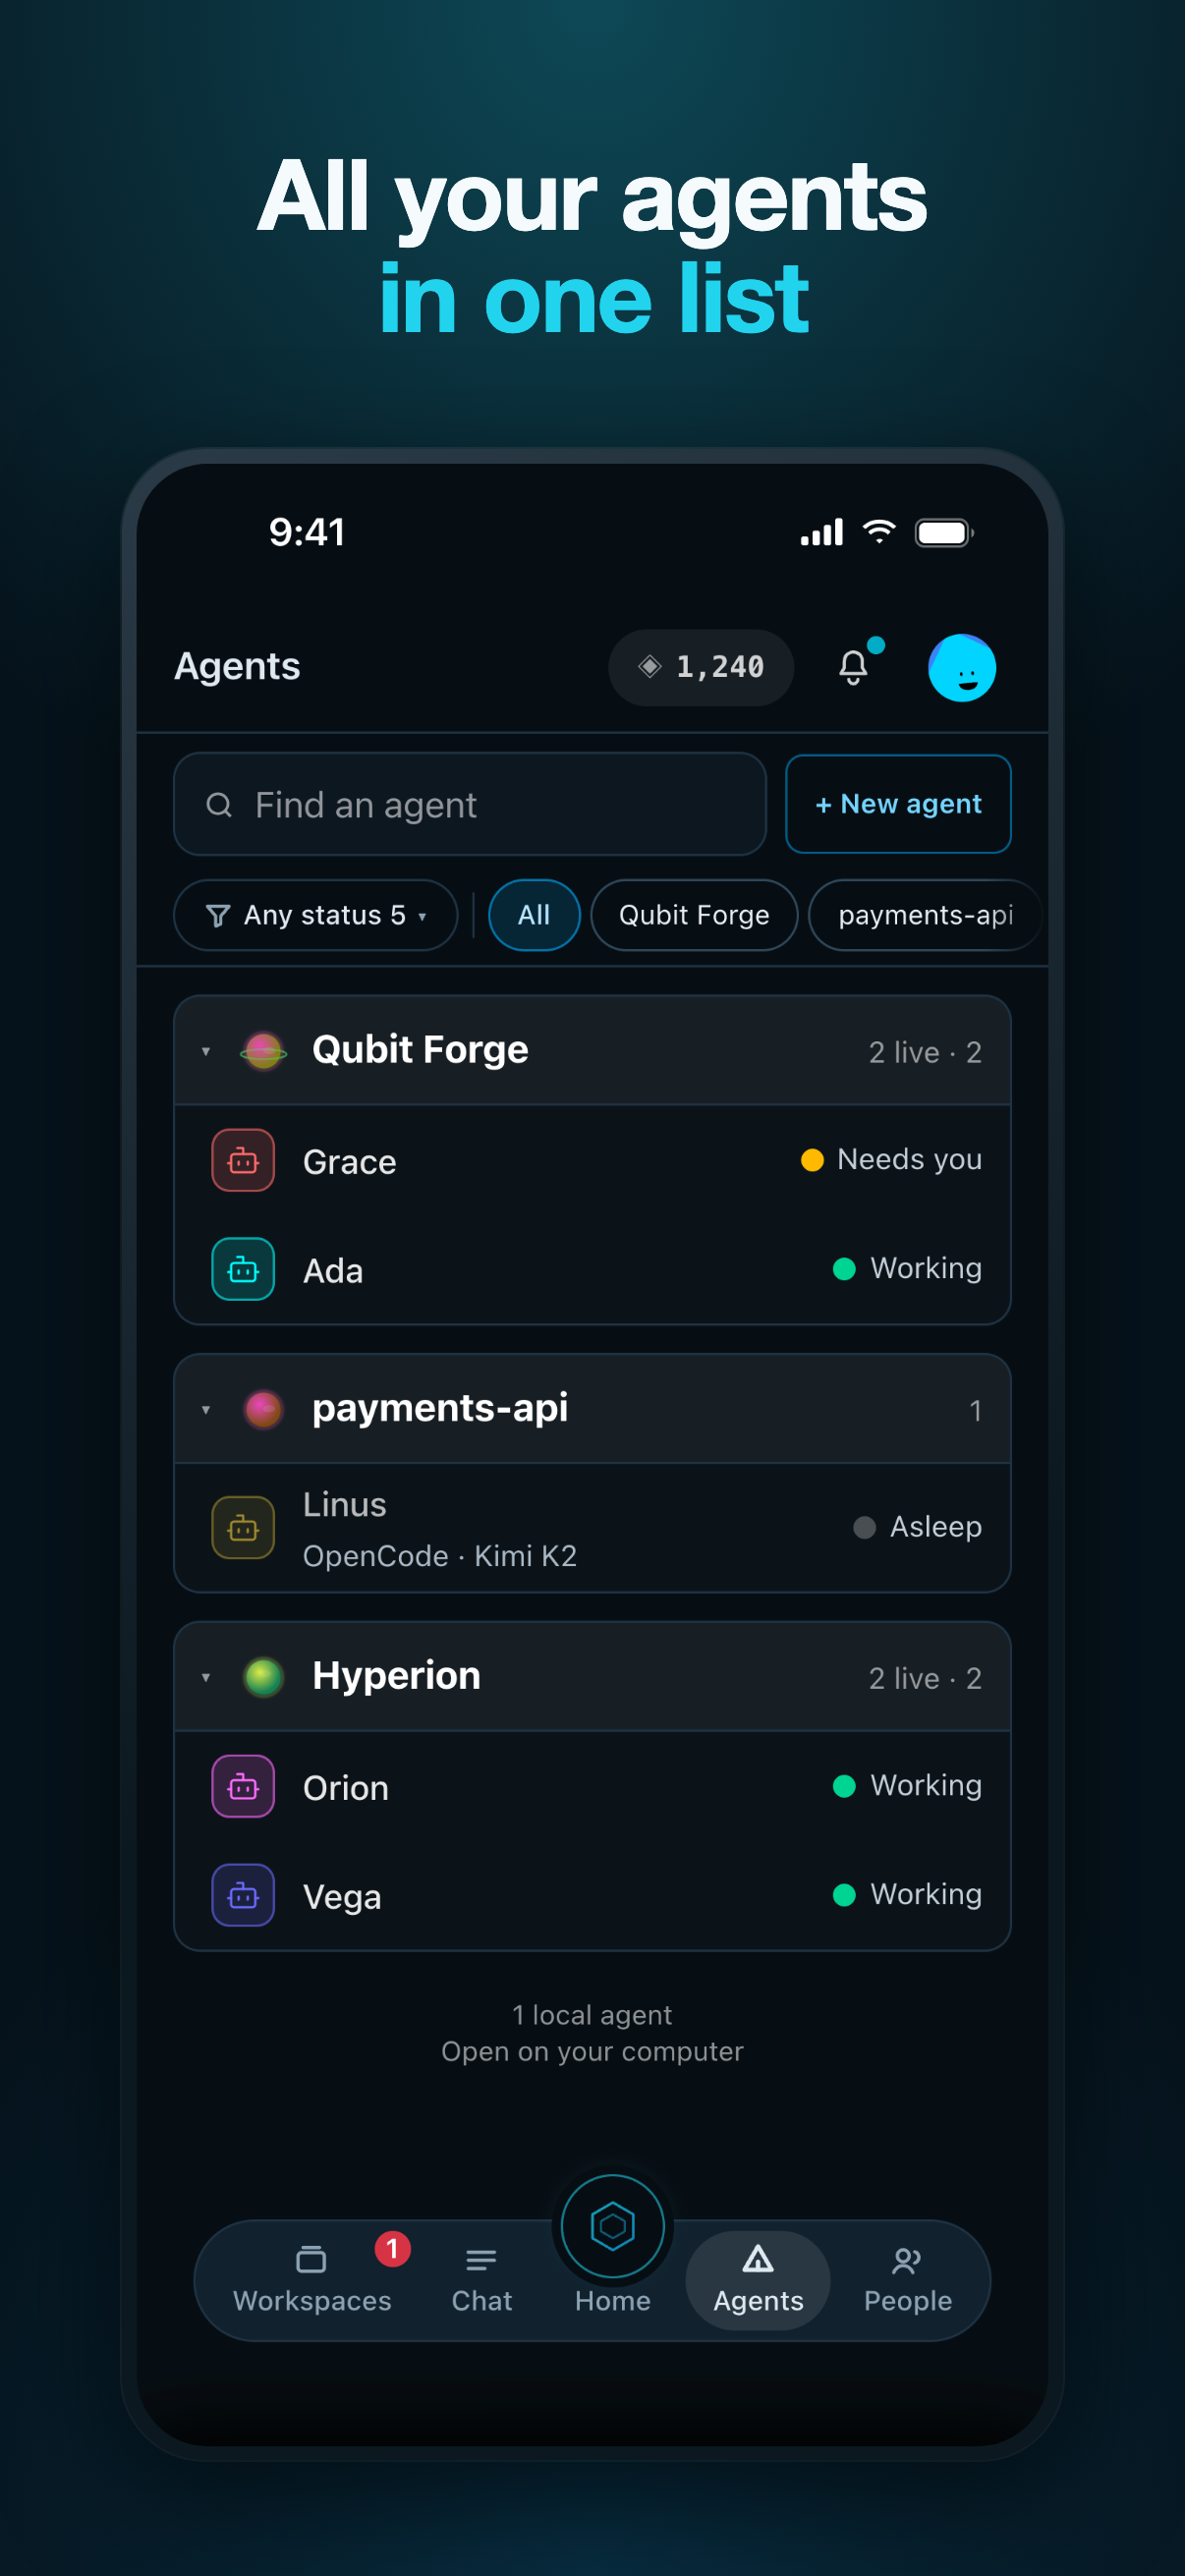 All your agents
in one list
9:41
Agents
1,240
Find an agent
+ New agent
Any status 5
All
Qubit Forge
payments-api
Qubit Forge
2 live · 2
Grace
Needs you
Ada
Working
payments-api
1
Linus
OpenCode · Kimi K2
Asleep
Hyperion
2 live · 2
Orion
Working
Vega
Working
1 local agent
Open on your computer
1
Workspaces
Chat
Home
Agents
People